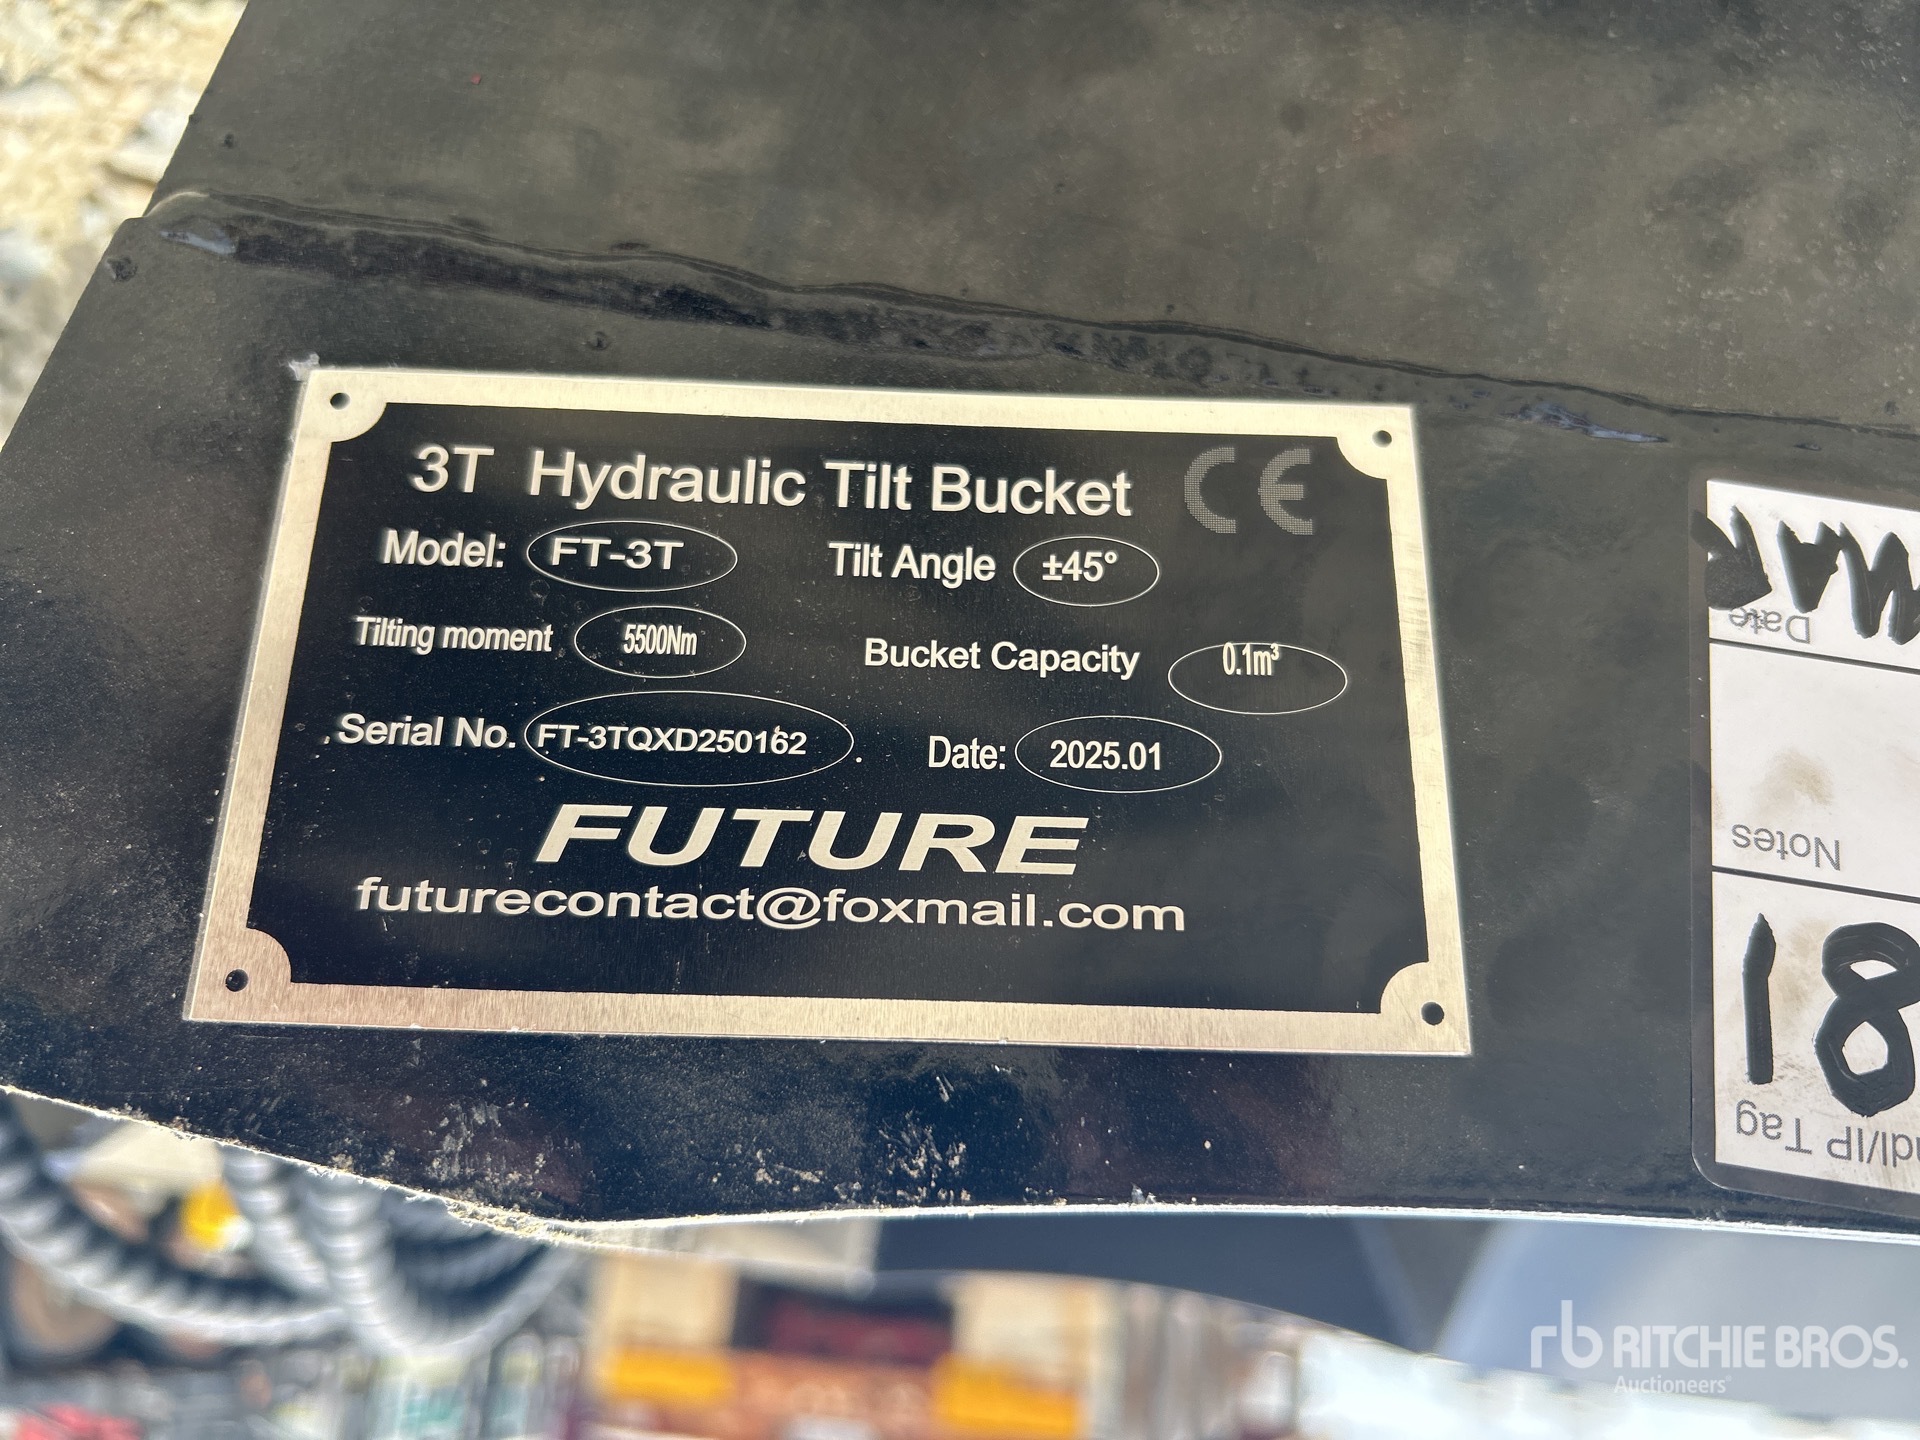 3T Hydraulic Tilt Bucket CE
Model: FT-3T Tilt Angle ±45°
Tilting moment 5500Nm Bucket Capacity 0.1m³
Serial No. FT-3TQXD250162 Date: 2025.01
FUTURE
futurecontact@foxmail.com
Date
Notes
18
IP Tag
rb RITCHIE BROS.
Auctioneers